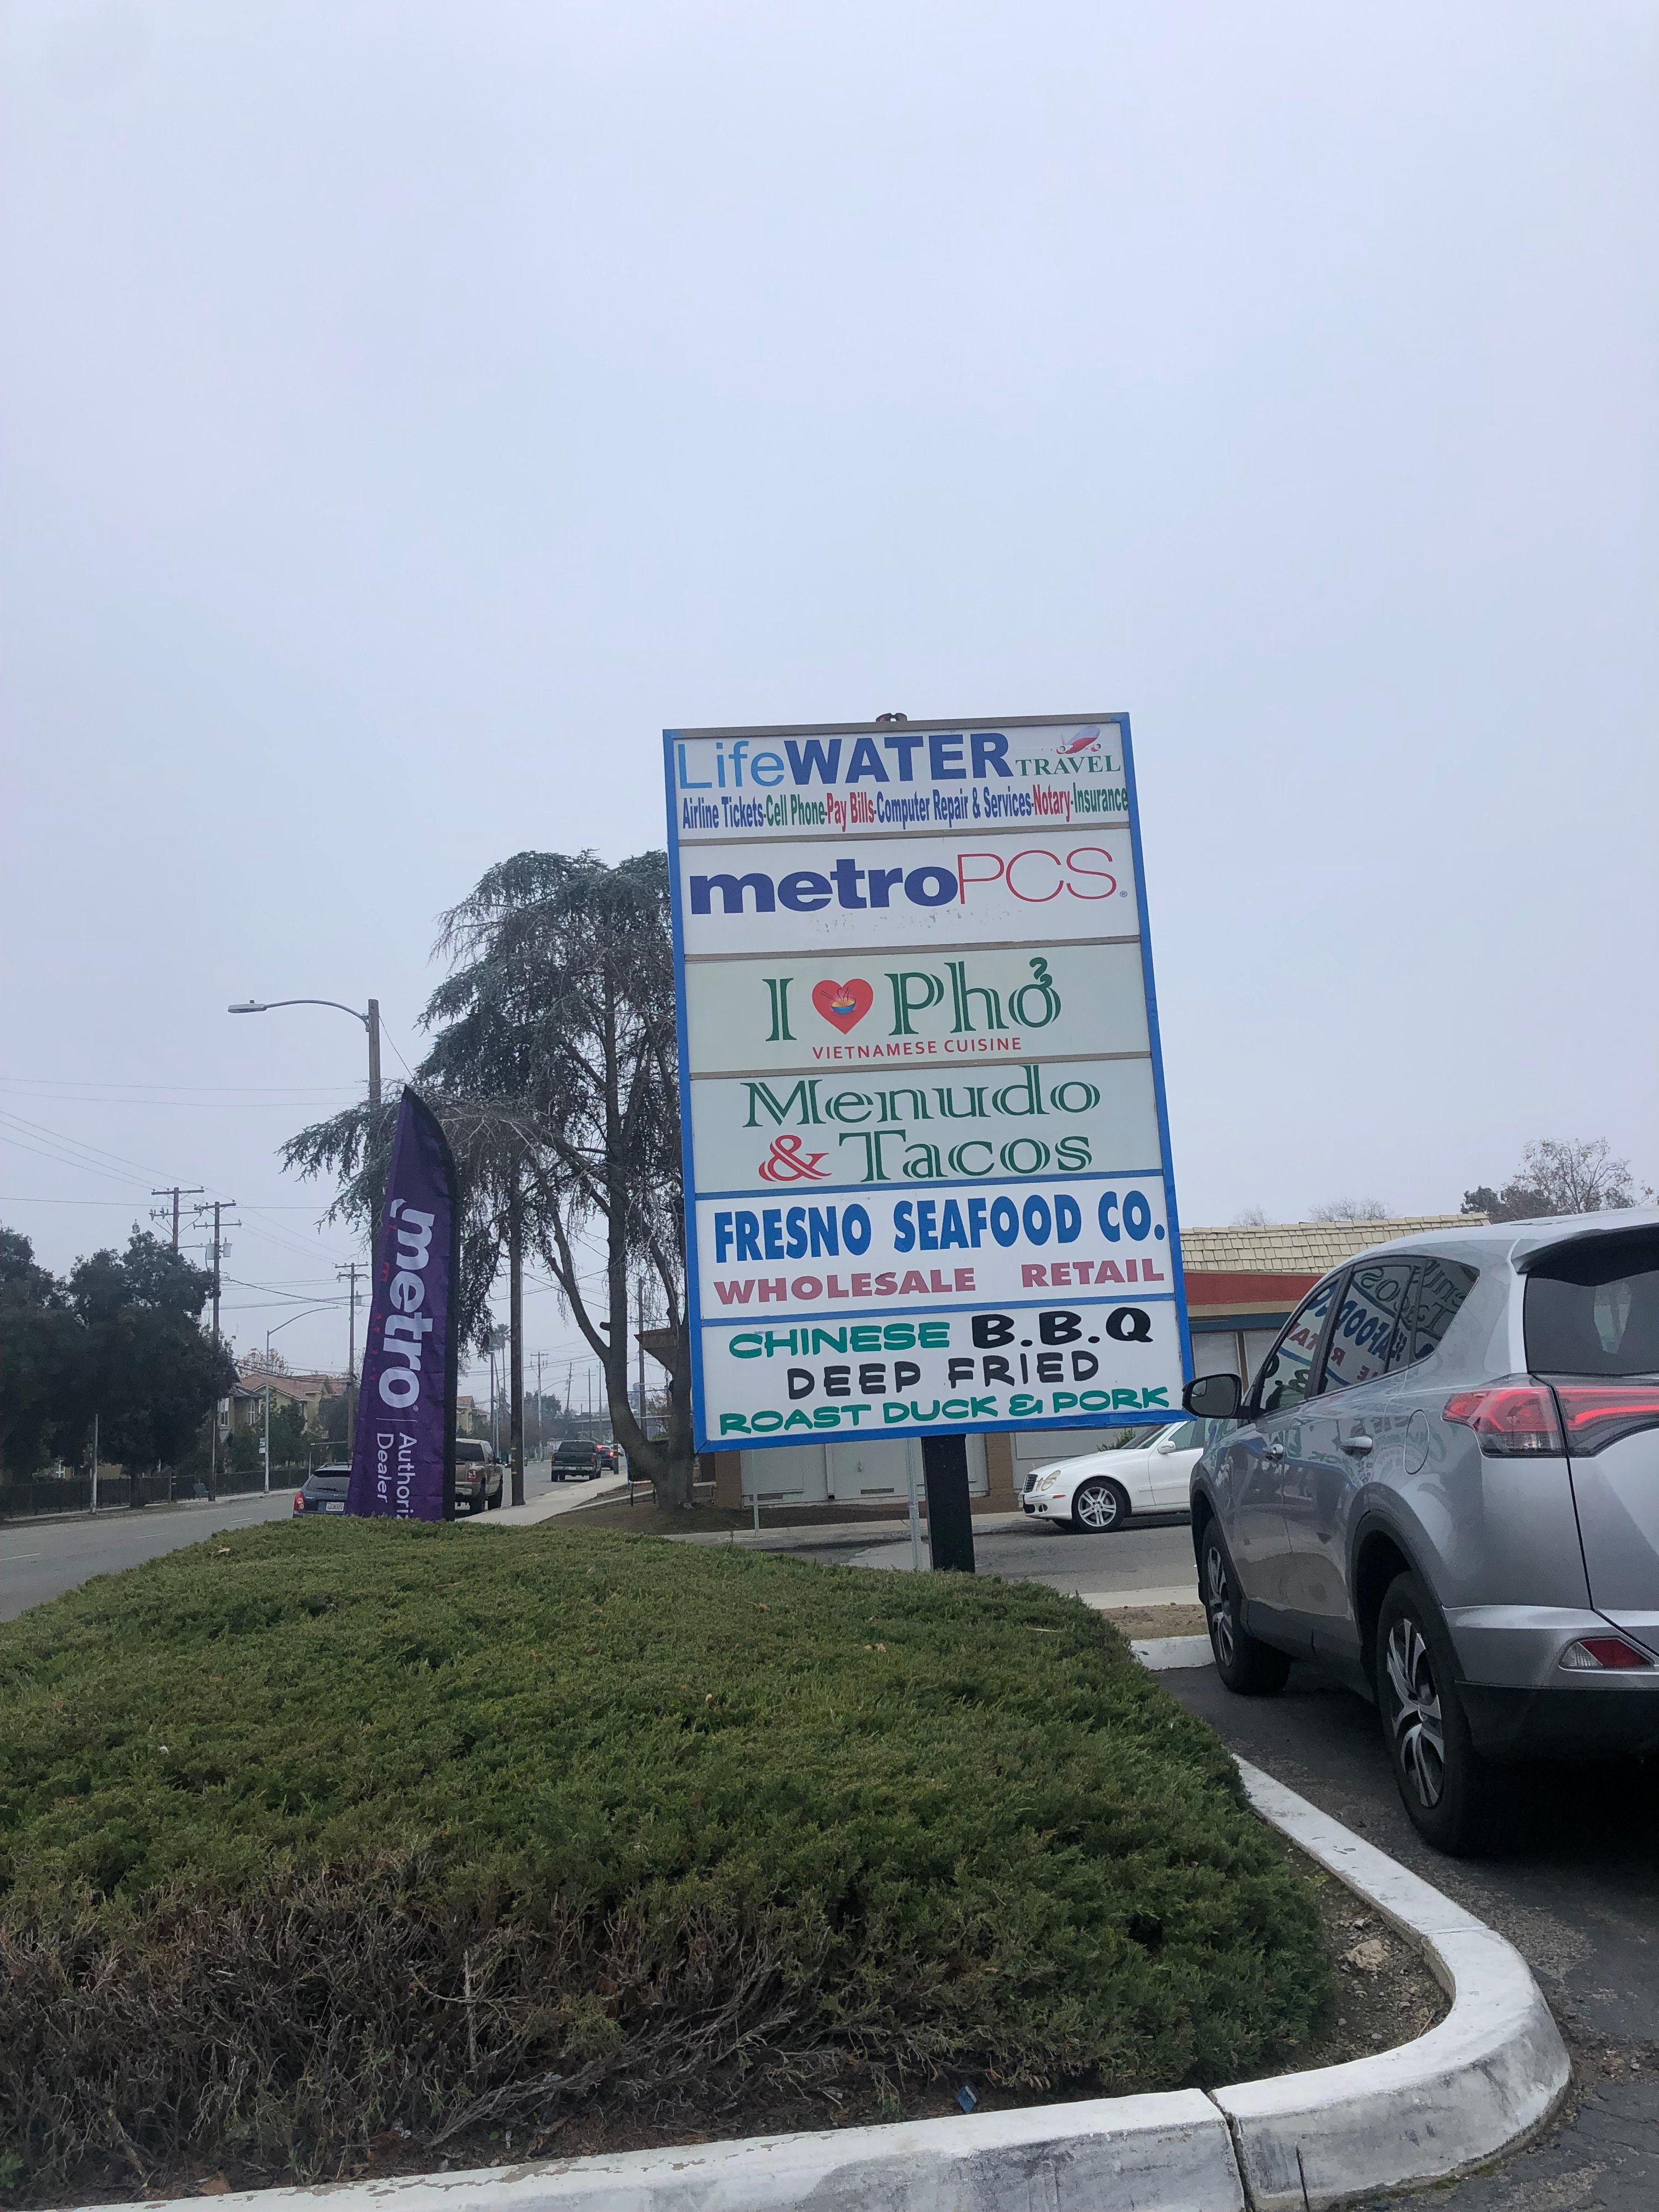 LifeWATER TRAVEL
Airline Tickets-Cell Phone-Pay Bills-Computer Repair & Services-Notary-Insurance
metroPCS®
I Phở
VIETNAMESE CUISINE
Menudo
& Tacos
FRESNO SEAFOOD CO.
WHOLESALE RETAIL
CHINESE B.B.Q
DEEP FRIED
ROAST DUCK & PORK
metro
Dealer